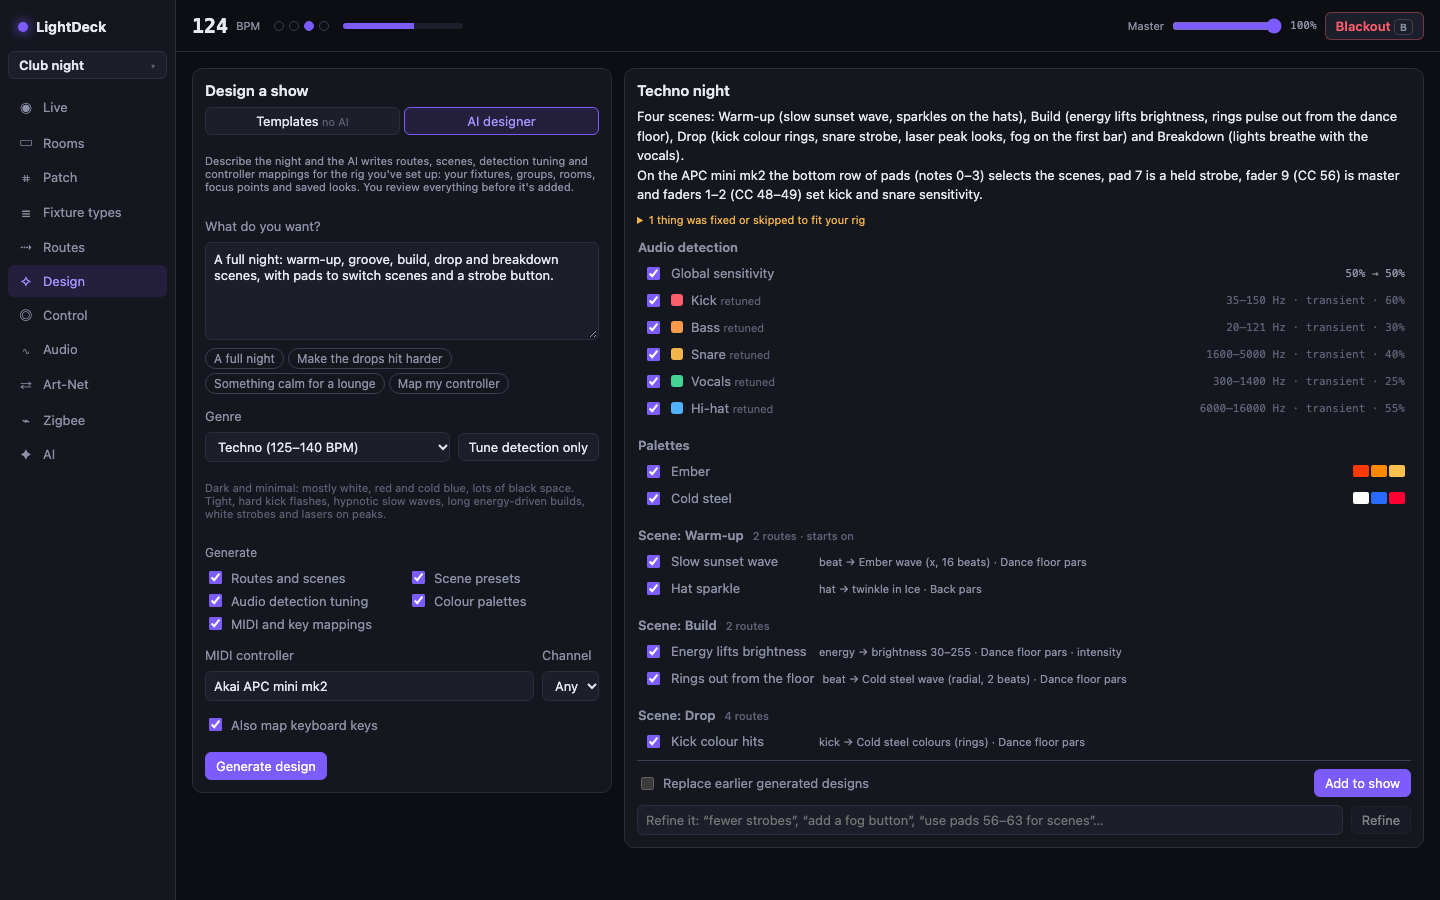 LightDeck
Club night
Live
Rooms
Patch
Fixture types
Routes
Design
Control
Audio
Art-Net
Zigbee
AI
124 BPM
Master 100% Blackout B
Design a show
Templates no AI
AI designer
Describe the night and the AI writes routes, scenes, detection tuning and
controller mappings for the rig you've set up: your fixtures, groups, rooms,
focus points and saved looks. You review everything before it's added.
What do you want?
A full night: warm-up, groove, build, drop and breakdown
scenes, with pads to switch scenes and a strobe button.
A full night Make the drops hit harder
Something calm for a lounge Map my controller
Genre
Techno (125–140 BPM) Tune detection only
Dark and minimal: mostly white, red and cold blue, lots of black space.
Tight, hard kick flashes, hypnotic slow waves, long energy-driven builds,
white strobes and lasers on peaks.
Generate
Routes and scenes Scene presets
Audio detection tuning Colour palettes
MIDI and key mappings
MIDI controller Channel
Akai APC mini mk2 Any
Also map keyboard keys
Generate design
Techno night
Four scenes: Warm-up (slow sunset wave, sparkles on the hats), Build (energy lifts brightness, rings pulse out from the dance
floor), Drop (kick colour rings, snare strobe, laser peak looks, fog on the first bar) and Breakdown (lights breathe with the
vocals).
On the APC mini mk2 the bottom row of pads (notes 0–3) selects the scenes, pad 7 is a held strobe, fader 9 (CC 56) is master
and faders 1–2 (CC 48–49) set kick and snare sensitivity.
1 thing was fixed or skipped to fit your rig
Audio detection
Global sensitivity 50% → 50%
Kick retuned 35–150 Hz · transient · 60%
Bass retuned 20–121 Hz · transient · 30%
Snare retuned 1600–5000 Hz · transient · 40%
Vocals retuned 300–1400 Hz · transient · 25%
Hi-hat retuned 6000–16000 Hz · transient · 55%
Palettes
Ember
Cold steel
Scene: Warm-up 2 routes · starts on
Slow sunset wave beat → Ember wave (x, 16 beats) · Dance floor pars
Hat sparkle hat → twinkle in Ice · Back pars
Scene: Build 2 routes
Energy lifts brightness energy → brightness 30–255 · Dance floor pars · intensity
Rings out from the floor beat → Cold steel wave (radial, 2 beats) · Dance floor pars
Scene: Drop 4 routes
Kick colour hits kick → Cold steel colours (rings) · Dance floor pars
Replace earlier generated designs Add to show
Refine it: “fewer strobes”, “add a fog button”, “use pads 56–63 for scenes”… Refine